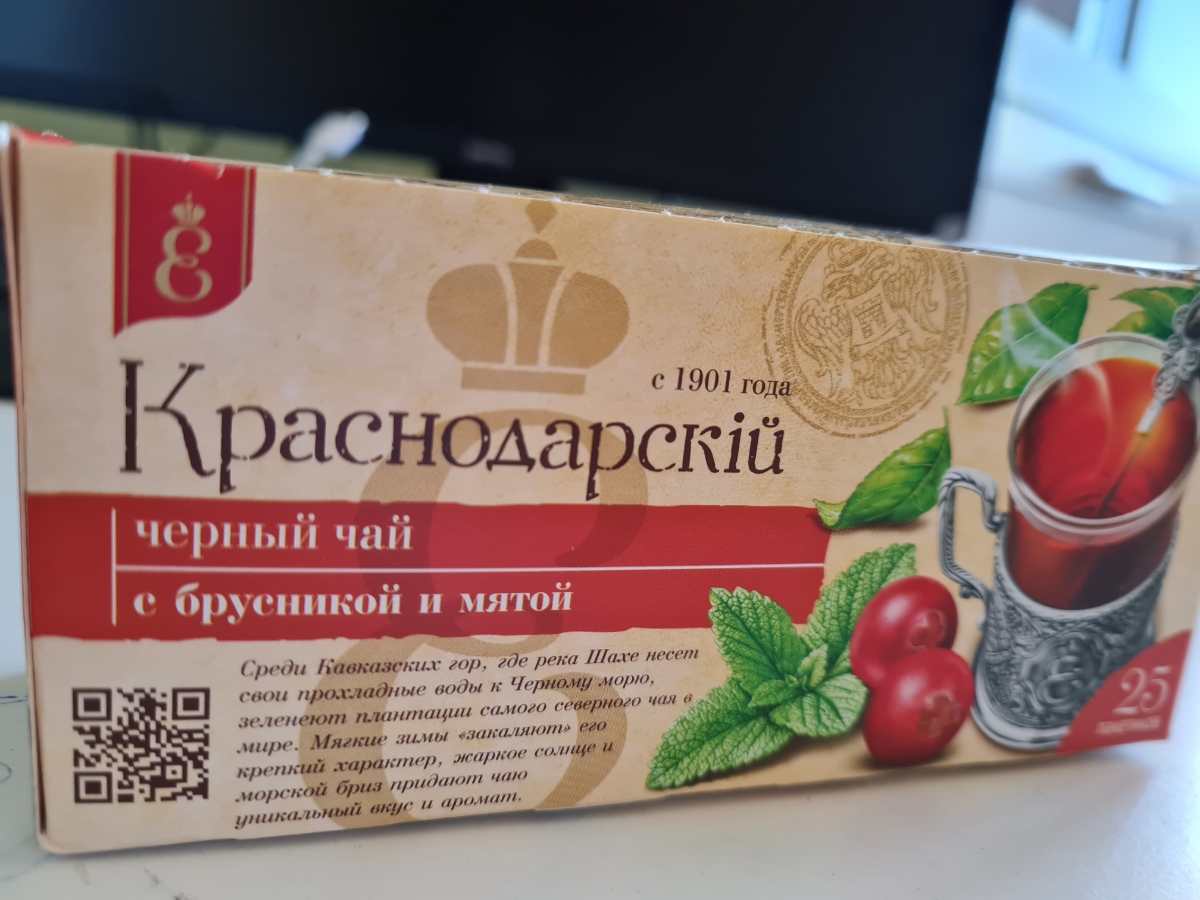 Є
с 1901 года
Краснодарскій
черный чай
с брусникой и мятой
Среди Кавказских гор, где река Шахе несет
свои прохладные воды к Черному морю,
зеленеют плантации самого северного чая в
мире. Мягкие зимы «закаляют» его
крепкий характер, жаркое солнце и
морской бриз придают чаю
уникальный вкус и аромат.
25